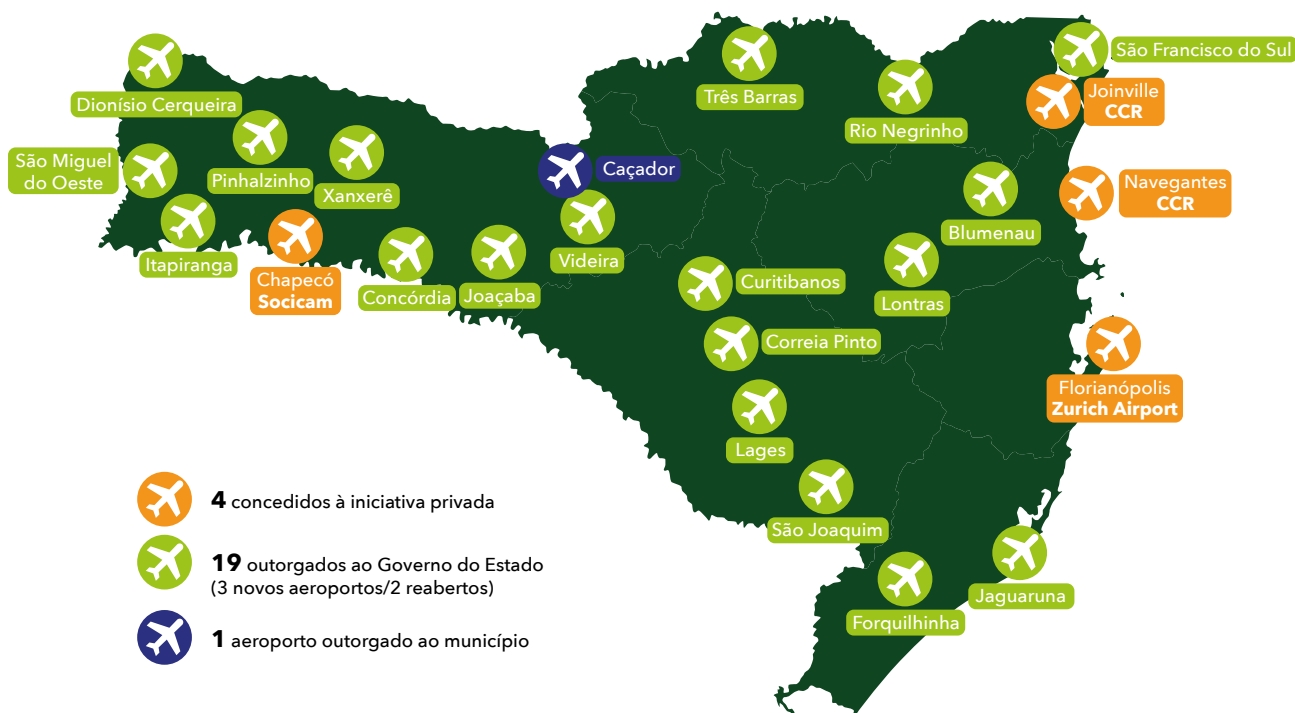 São Francisco do Sul
Dionísio Cerqueira
Três Barras
Joinville
CCR
Rio Negrinho
São Miguel
do Oeste
Pinhalzinho
Xanxerê
Caçador
Navegantes
CCR
Blumenau
Itapiranga
Videira
Chapecó
Socicam
Concórdia
Joaçaba
Curitibanos
Lontras
Correia Pinto
Florianópolis
Zurich Airport
Lages
4 concedidos à iniciativa privada
São Joaquim
19 outorgados ao Governo do Estado
(3 novos aeroportos/2 reabertos)
Jaguaruna
Forquilhinha
1 aeroporto outorgado ao município